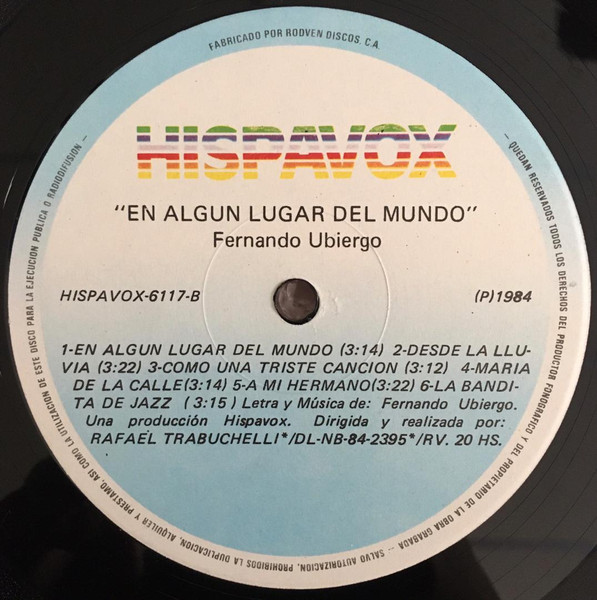 FABRICADO POR RODVEN DISCOS, C.A.
HISPAVOX
"EN ALGUN LUGAR DEL MUNDO"
Fernando Ubiergo
HISPAVOX-6117-B
(P)1984
1-EN ALGUN LUGAR DEL MUNDO (3:14) 2-DESDE LA LLU-
VIA (3:22) 3-COMO UNA TRISTE CANCION (3:12) 4-MARIA
DE LA CALLE(3:14) 5-A MI HERMANO(3:22) 6-LA BANDI-
TA DE JAZZ ( 3:15 ) Letra y Música de: Fernando Ubiergo.
Una producción Hispavox. Dirigida y realizada por:
RAFAEL TRABUCHELLI*/DL-NB-84-2395*/RV. 20 HS.
– QUEDAN RESERVADOS TODOS LOS DERECHOS DEL PRODUCTOR FONOGRAFICO Y DEL PROPIETARIO DE LA OBRA GRABADA – SALVO AUTORIZACION, PROHIBIDOS LA DUPLICACION, ALQUILER Y PRESTAMO, ASI COMO LA UTILIZACION DE ESTE DISCO PARA LA EJECUCION PUBLICA O RADIODIFUSION –